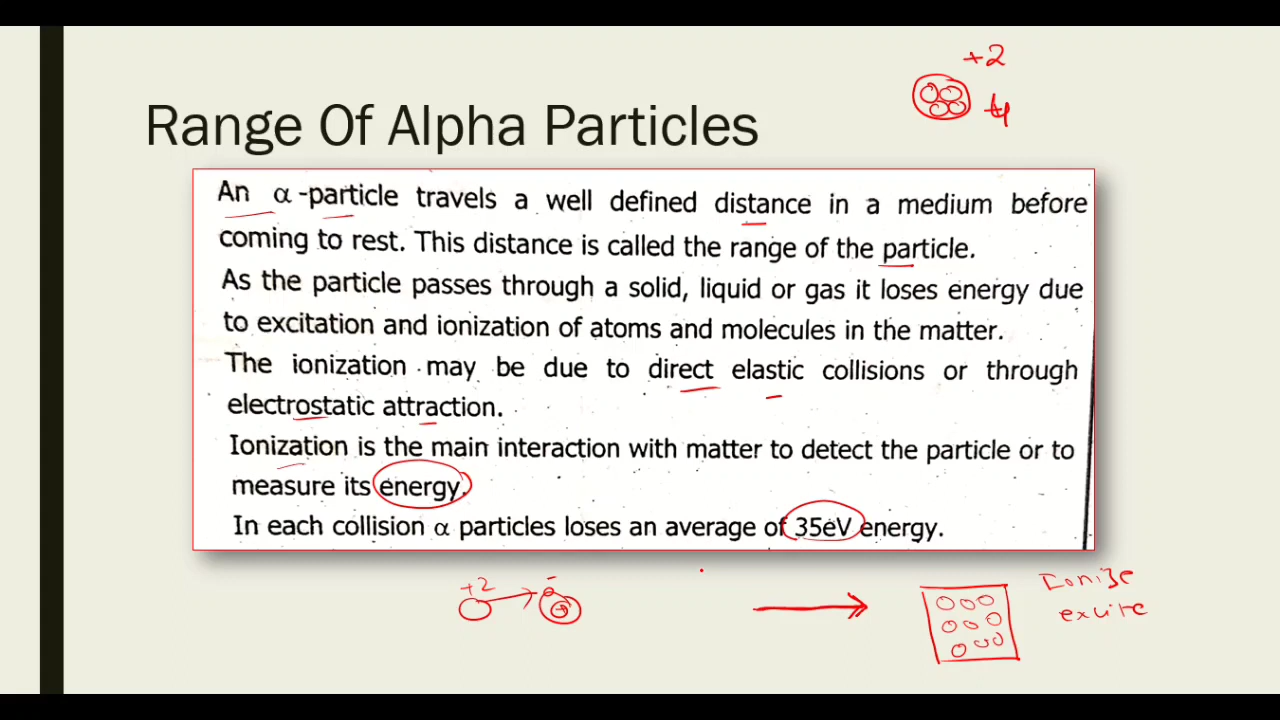 +2
4
Range Of Alpha Particles
An α -particle travels a well defined distance in a medium before
coming to rest. This distance is called the range of the particle.
As the particle passes through a solid, liquid or gas it loses energy due
to excitation and ionization of atoms and molecules in the matter.
The ionization may be due to direct elastic collisions or through
electrostatic attraction.
Ionization is the main interaction with matter to detect the particle or to
measure its energy.
In each collision α particles loses an average of 35eV energy.
+2
Ionize
excite